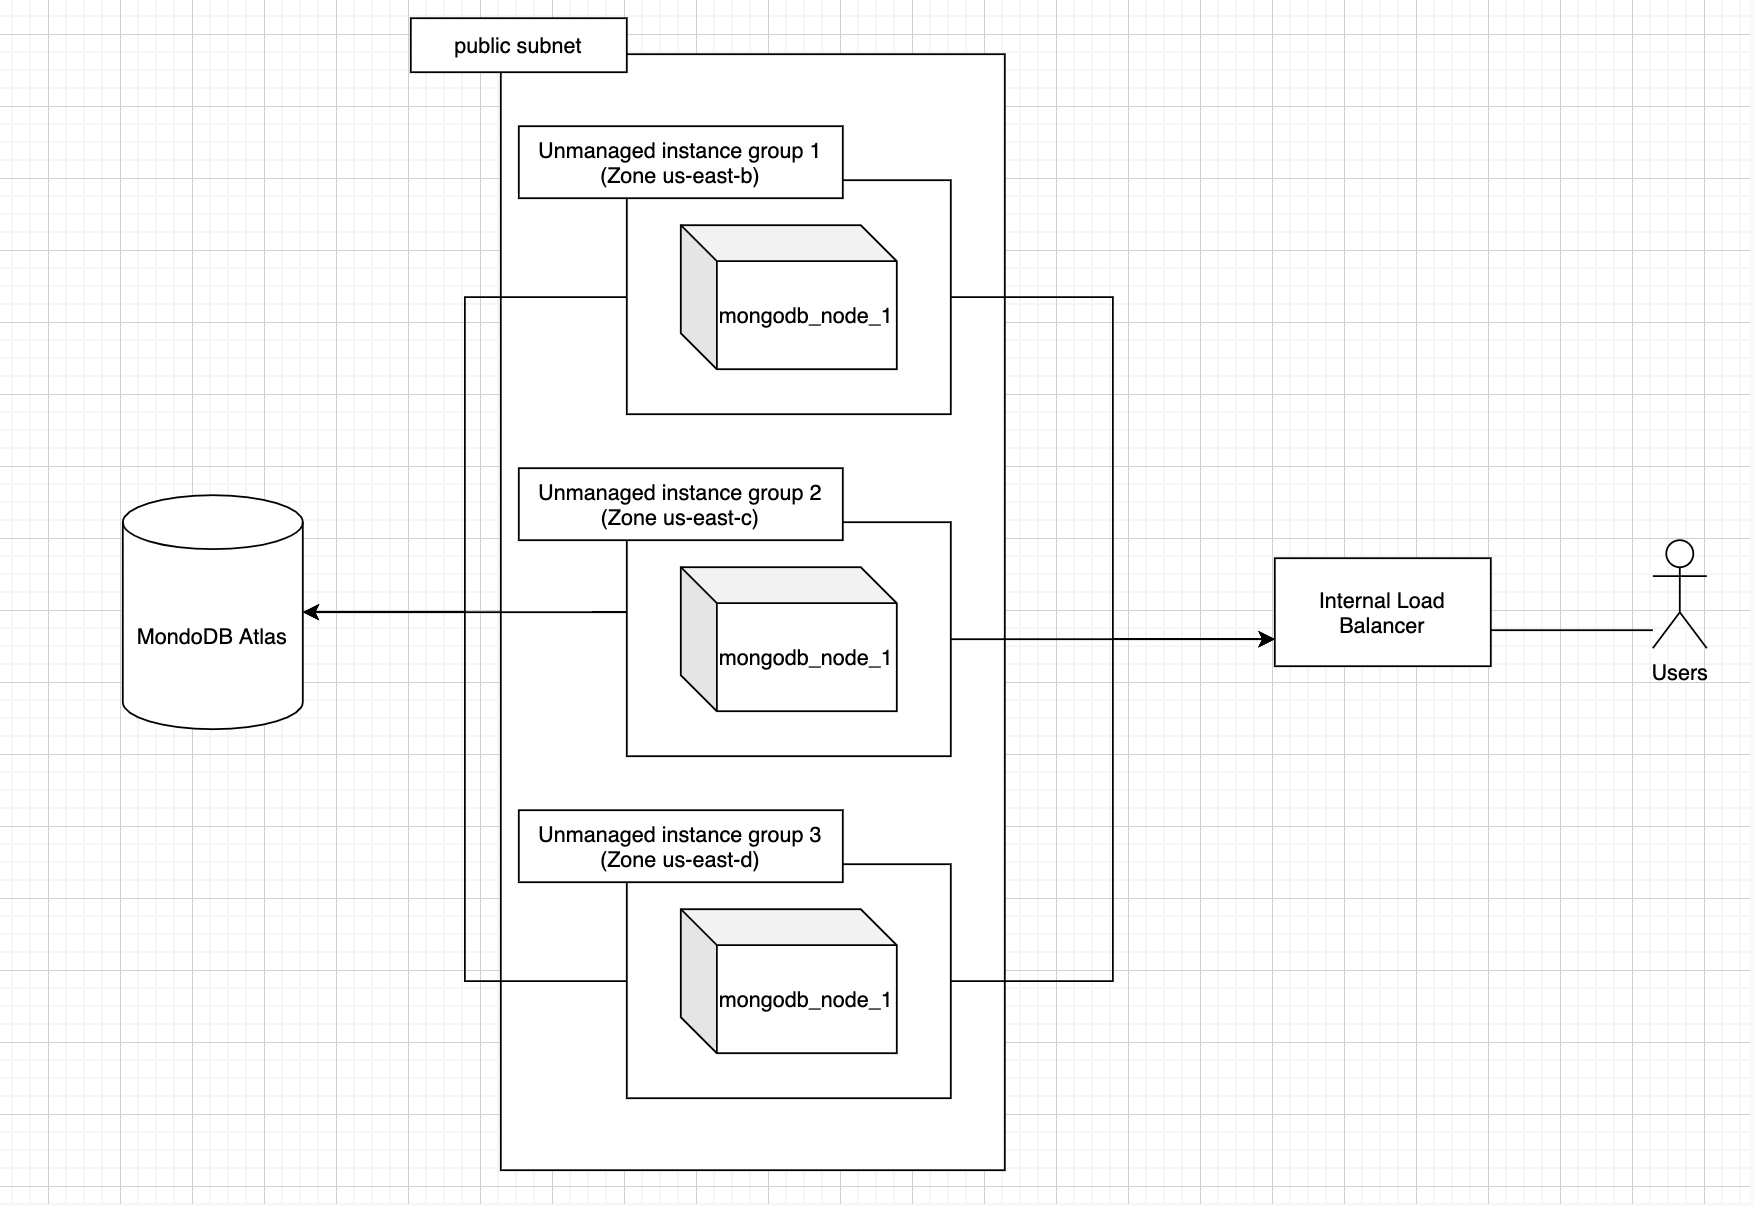 public subnet
Unmanaged instance group 1
(Zone us-east-b)
mongodb_node_1
Unmanaged instance group 2
(Zone us-east-c)
mongodb_node_1
Unmanaged instance group 3
(Zone us-east-d)
mongodb_node_1
MondoDB Atlas
Internal Load
Balancer
Users